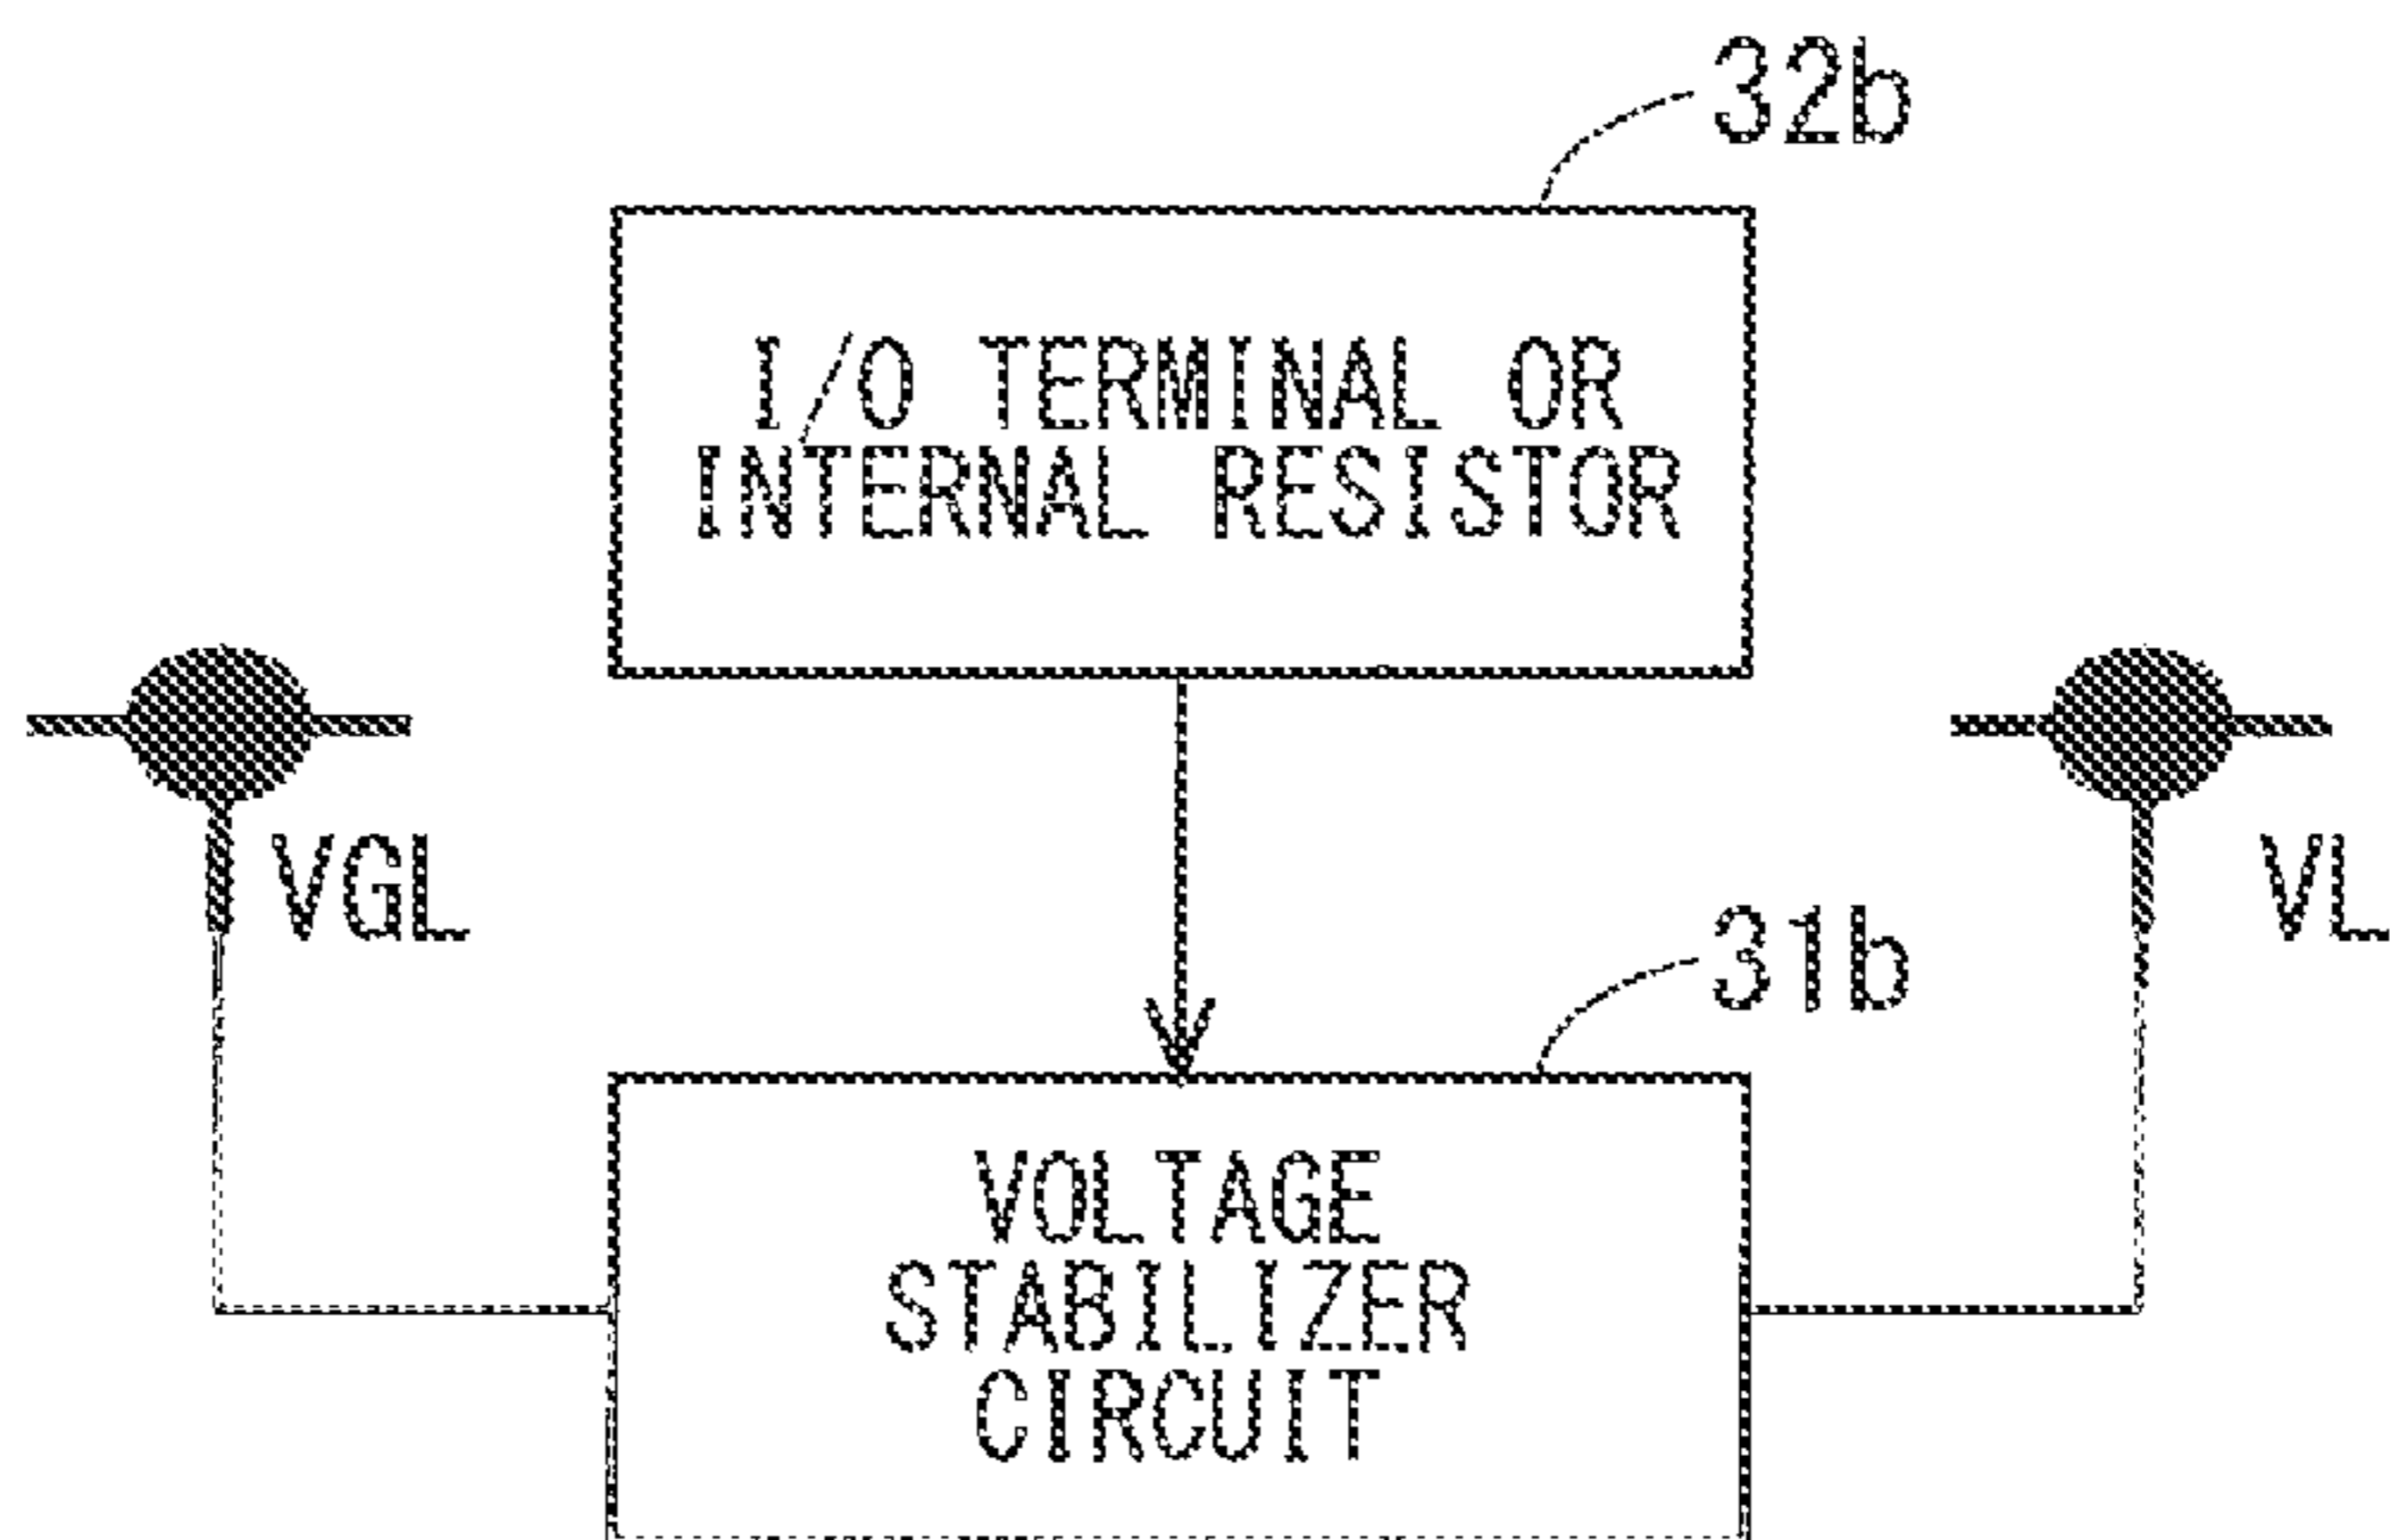 32b
I/O TERMINAL OR
INTERNAL RESISTOR
VGL
VL
31b
VOLTAGE
STABILIZER
CIRCUIT